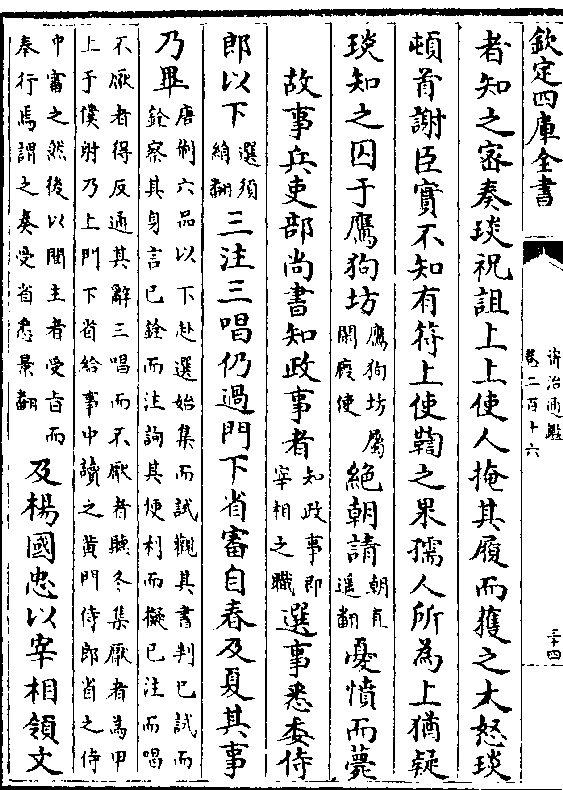 欽定四庫全書
資治通鑑
卷二百十六
三十四
者知之密奏琰祝詛上上使人掩其履而獲之大怒琰
頓首謝臣實不知有符上使鞫之果孺人所為上猶疑
琰知之囚于鷹狗坊鷹狗坊屬閑廐使絶朝請朝直遥翻憂憤而薨
故事兵吏部尚書知政事者知政事即宰相之職選事悉委侍
郎以下選須絹翻三注三唱仍過門下省審自春及夏其事
乃畢唐制六品以下赴選始集而試觀其書判已試而銓察其身言已銓而注詢其便利而擬已注而唱
不厭者得反通其辭三唱而不厭者聽冬集厭者為甲上于僕射乃上門下省給事中讀之黄門侍郎省之侍
中審之然後以聞主者受旨而奉行焉謂之奏受省悉景翻及楊國忠以宰相領文